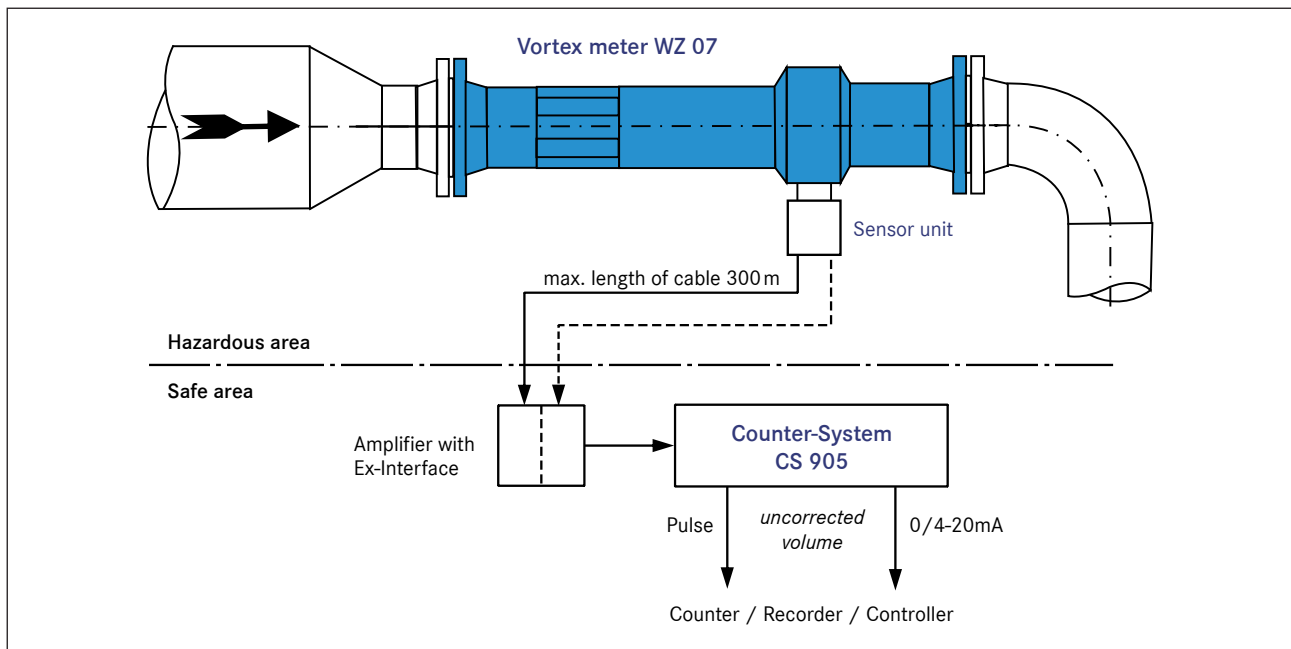 Vortex meter WZ 07
Sensor unit
max. length of cable 300 m
Hazardous area
Safe area
Amplifier with
Ex-Interface
Counter-System
CS 905
Pulse
uncorrected
volume
0/4-20mA
Counter / Recorder / Controller